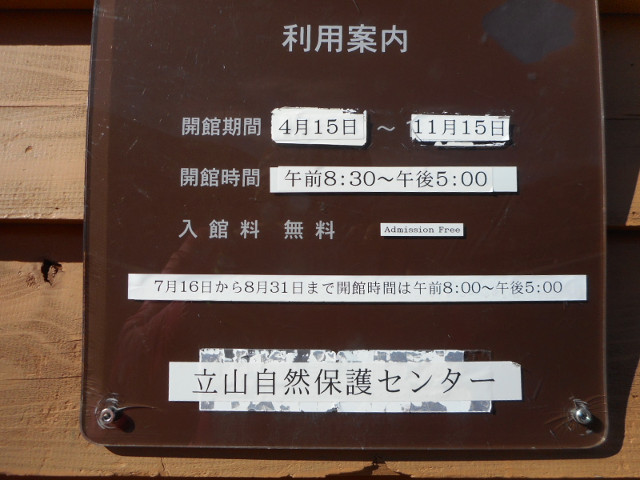 利用案内
開館期間 4月15日 ～ 11月15日
開館時間 午前8:30～午後5:00
入館料 無料 Admission Free
7月16日から8月31日まで開館時間は午前8:00～午後5:00
立山自然保護センター